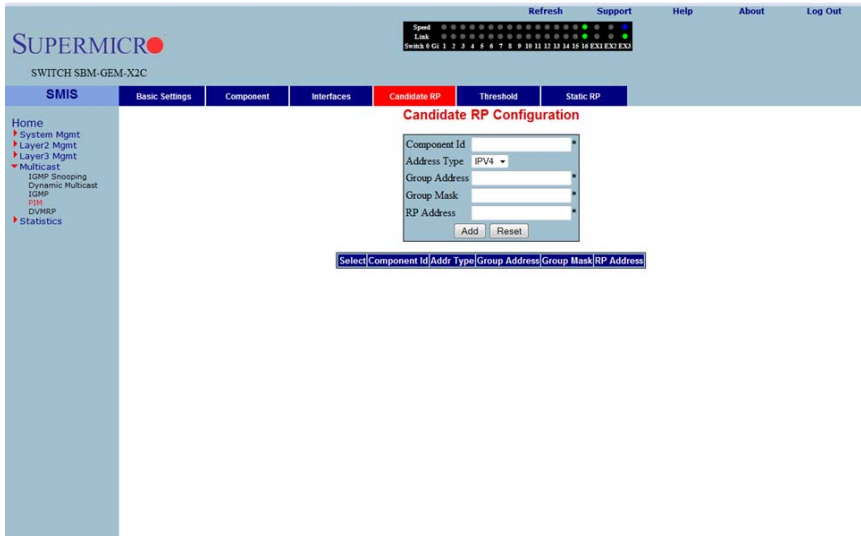 Refresh Support Help About Log Out
Speed
Link
Switch 0 Gi 1 2 3 4 5 6 7 8 9 10 11 12 13 14 15 16 EX1 EX2 EX3
SUPERMICRO
SWITCH SBM-GEM-X2C
SMIS
Basic Settings Component Interfaces Candidate RP Threshold Static RP
Home
System Mgmt
Layer2 Mgmt
Layer3 Mgmt
Multicast
IGMP Snooping
Dynamic Multicast
IGMP
PIM
DVMRP
Statistics
Candidate RP Configuration
Component Id *
Address Type IPV4
Group Address *
Group Mask *
RP Address *
Add Reset
Select Component Id Addr Type Group Address Group Mask RP Address